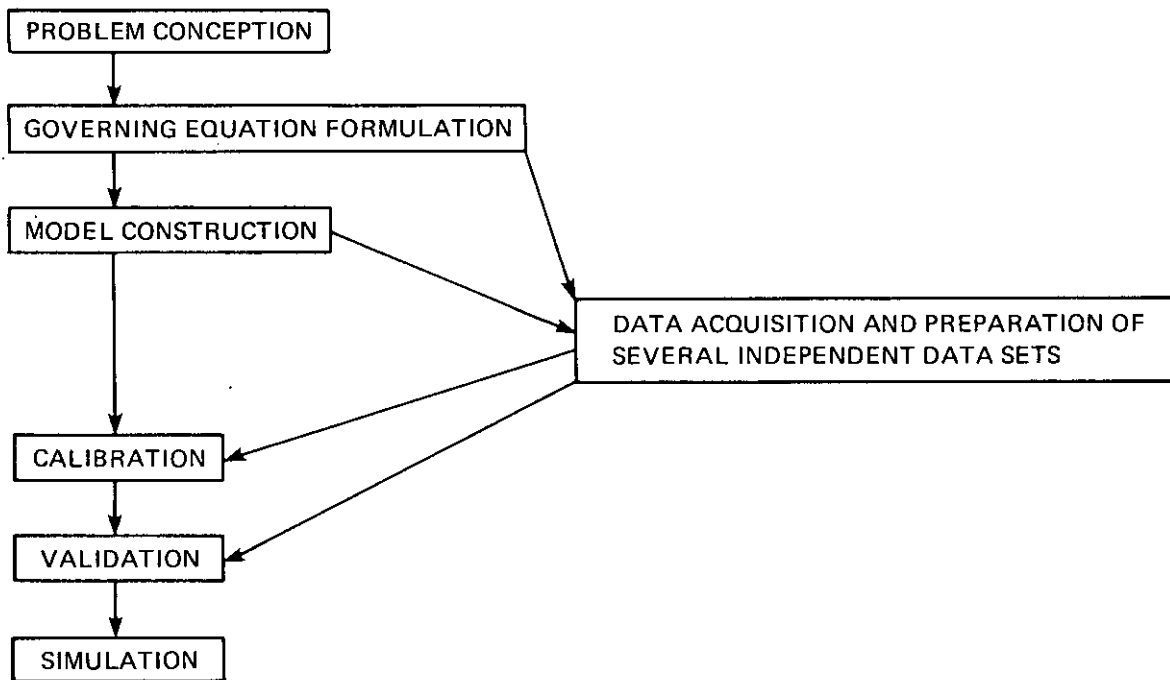 PROBLEM CONCEPTION
GOVERNING EQUATION FORMULATION
MODEL CONSTRUCTION
DATA ACQUISITION AND PREPARATION OF
SEVERAL INDEPENDENT DATA SETS
CALIBRATION
VALIDATION
SIMULATION